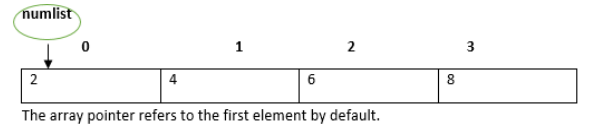 numlist
0 1 2 3
2 4 6 8
The array pointer refers to the first element by default.